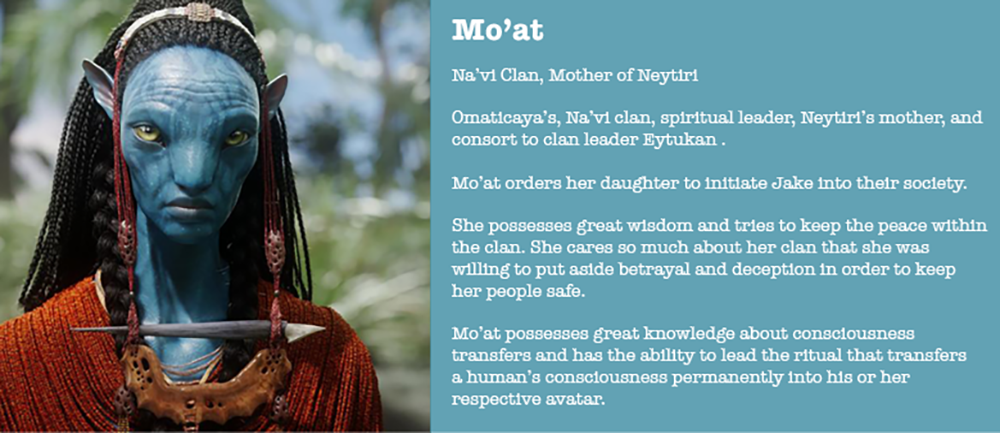 Mo’at
Na’vi Clan, Mother of Neytiri
Omaticaya’s, Na’vi clan, spiritual leader, Neytiri’s mother, and
consort to clan leader Eytukan .
Mo’at orders her daughter to initiate Jake into their society.
She possesses great wisdom and tries to keep the peace within
the clan. She cares so much about her clan that she was
willing to put aside betrayal and deception in order to keep
her people safe.
Mo’at possesses great knowledge about consciousness
transfers and has the ability to lead the ritual that transfers
a human’s consciousness permanently into his or her
respective avatar.